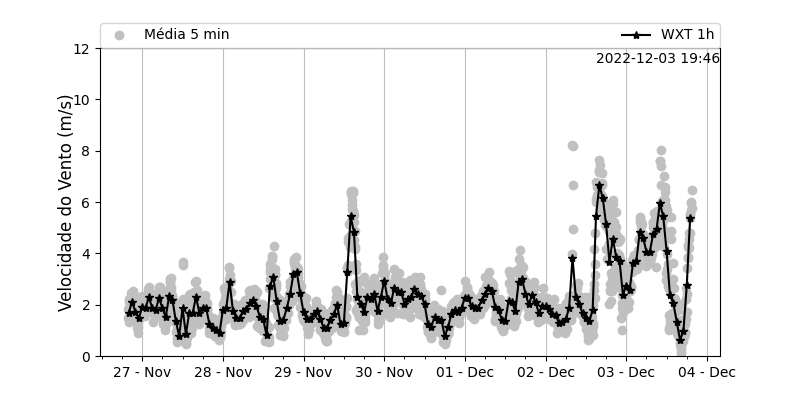 Média 5 min
WXT 1h
2022-12-03 19:46
Velocidade do Vento (m/s)
12
10
8
6
4
2
0
27 - Nov
28 - Nov
29 - Nov
30 - Nov
01 - Dec
02 - Dec
03 - Dec
04 - Dec